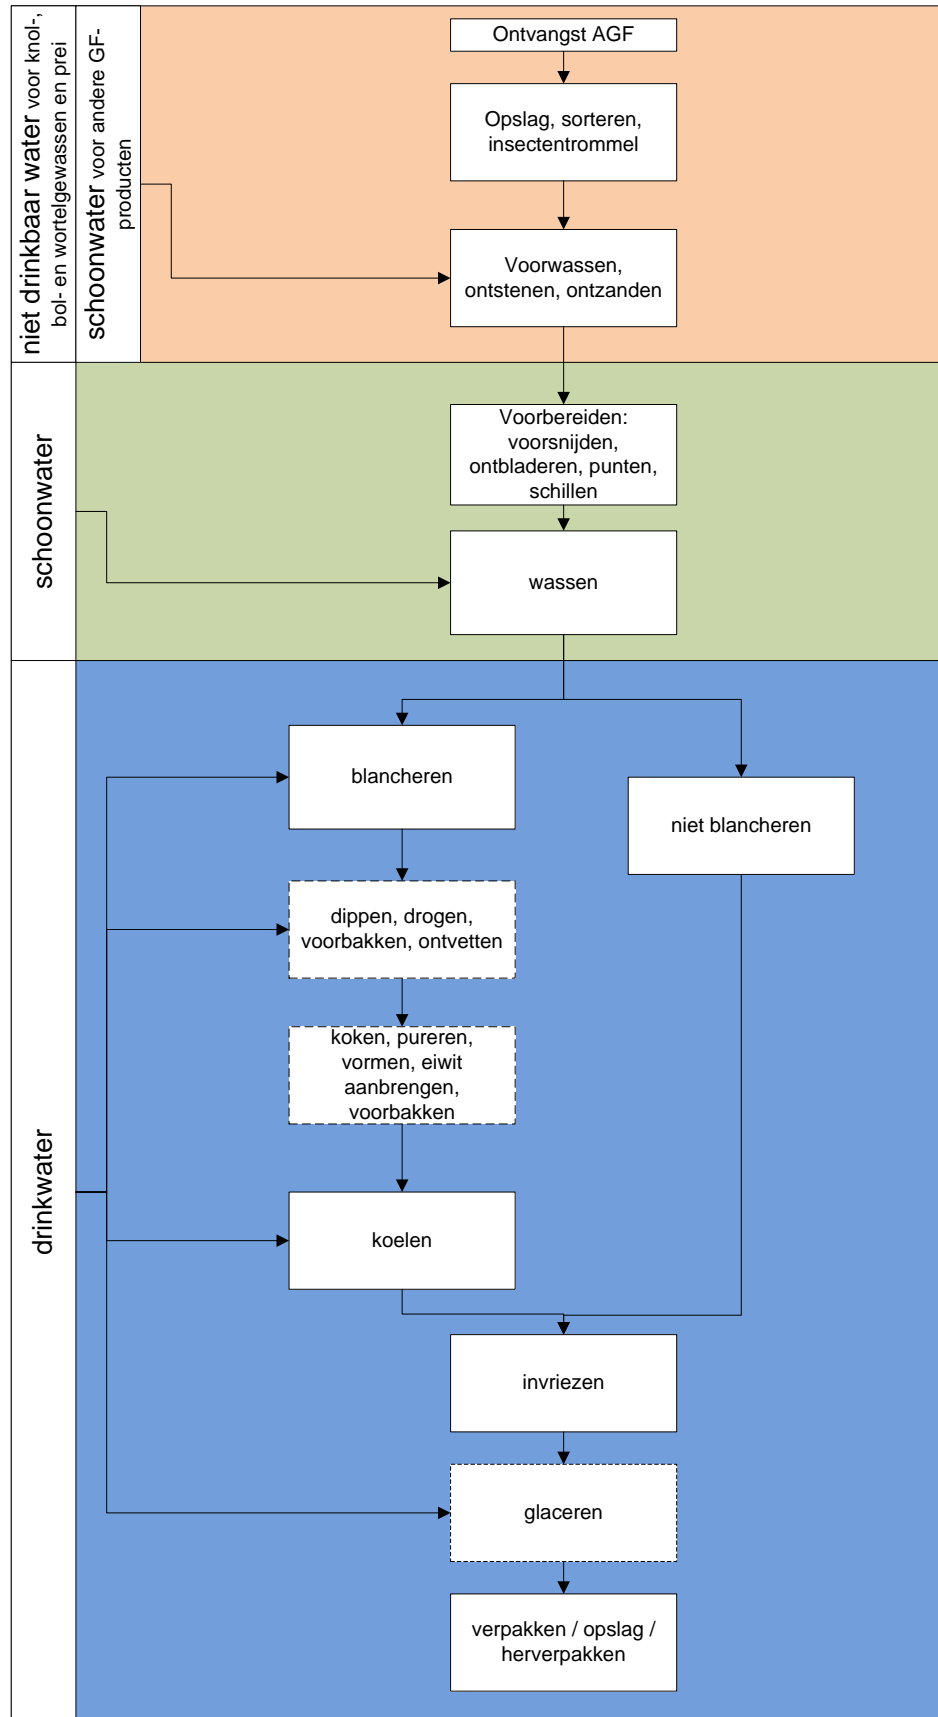 niet drinkbaar water voor knol-,
bol- en wortelgewassen en prei
schoonwater voor andere GF-
producten
Ontvangst AGF
Opslag, sorteren,
insectentrommel
Voorwassen,
ontstenen, ontzanden
schoonwater
Voorbereiden:
voorsnijden,
ontbladeren, punten,
schillen
wassen
drinkwater
blancheren
niet blancheren
dippen, drogen,
voorbakken, ontvetten
koken, pureren,
vormen, eiwit
aanbrengen,
voorbakken
koelen
invriezen
glaceren
verpakken / opslag /
herverpakken